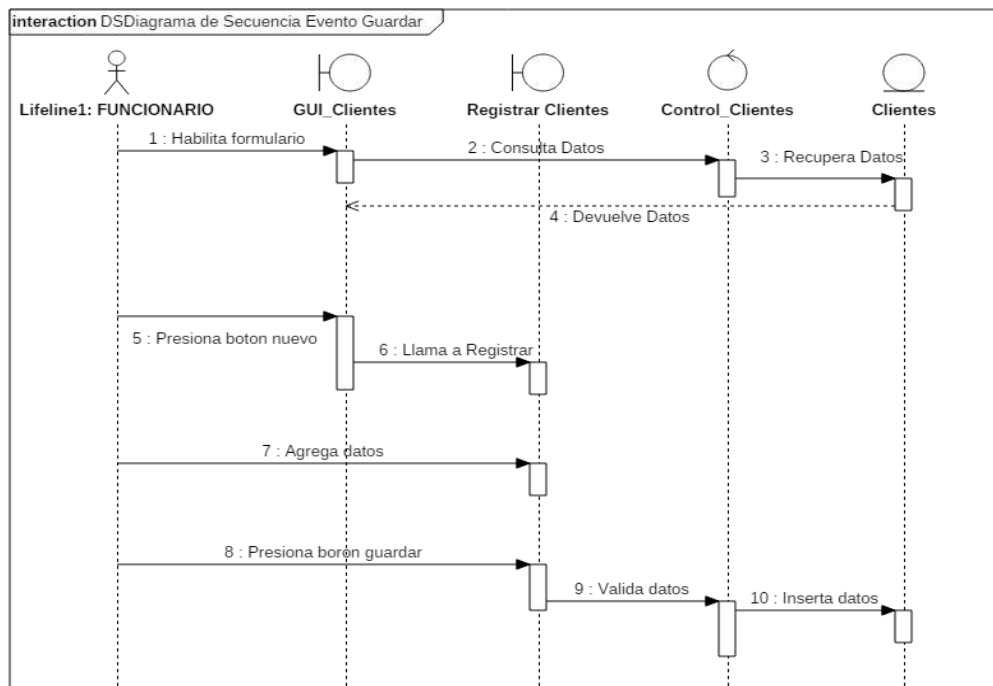 interaction DSDiagrama de Secuencia Evento Guardar
Lifeline1: FUNCIONARIO
GUI_Clientes
Registrar Clientes
Control_Clientes
Clientes
1 : Habilita formulario
2 : Consulta Datos
3 : Recupera Datos
4 : Devuelve Datos
5 : Presiona boton nuevo
6 : Llama a Registrar
7 : Agrega datos
8 : Presiona boron guardar
9 : Valida datos
10 : Inserta datos